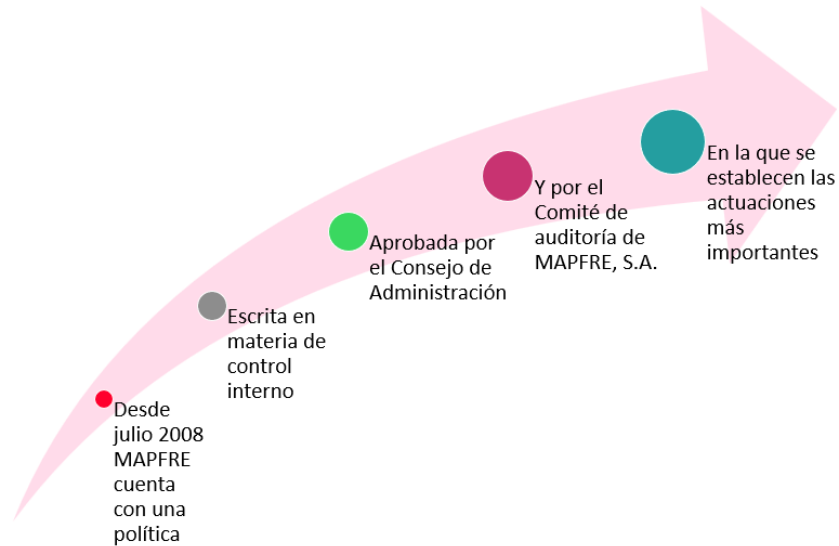 Desde
julio 2008
MAPFRE
cuenta
con una
política
Escrita en
materia de
control
interno
Aprobada por
el Consejo de
Administración
Y por el
Comité de
auditoría de
MAPFRE, S.A.
En la que se
establecen las
actuaciones
más
importantes